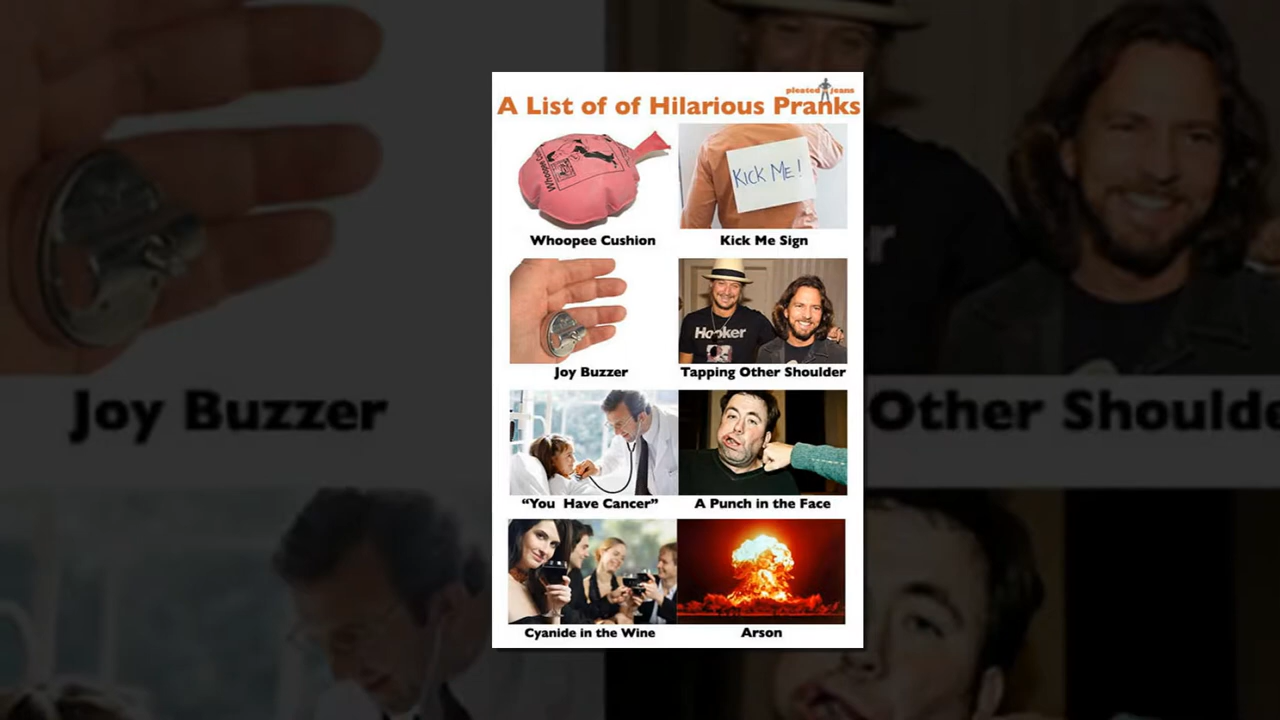 pleated jeans
A List of of Hilarious Pranks
Whoopee
KICK ME!
Whoopee Cushion
Kick Me Sign
Hooker
Joy Buzzer
Tapping Other Shoulder
"You Have Cancer"
A Punch in the Face
Cyanide in the Wine
Arson
Joy Buzzer
Other Should